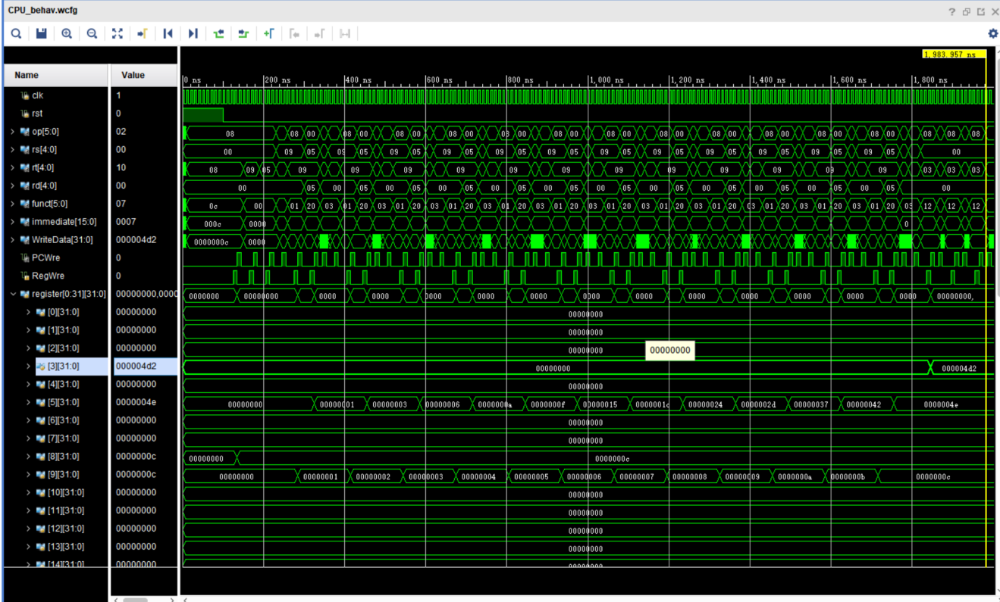 CPU_behav.wcfg
1,983.957 ns
Name Value
0 ns 200 ns 400 ns 600 ns 800 ns 1,000 ns 1,200 ns 1,400 ns 1,600 ns 1,800 ns
clk 1
rst 0
op[5:0] 02 08 08 00 08 00 08 00 08 00 08 00 08 00 08 00 08 00 08 00 08 00 08 00 08 00 08 08 08
rs[4:0] 00 00 09 05 09 05 09 05 09 05 09 05 09 05 09 05 09 05 09 05 09 05 09 05 09 05 00
rt[4:0] 10 08 09 05 09 09 09 09 09 09 09 09 09 09 09 09 03 03 03
rd[4:0] 00 00 05 00 05 00 05 00 05 00 05 00 05 00 05 00 05 00 05 00 05 00 05 00 05 00
funct[5:0] 07 0c 00 01 20 03 01 20 03 01 20 03 01 20 03 01 20 03 01 20 03 01 20 03 01 20 03 01 20 03 01 20 03 01 20 03 01 20 03 12 12 12
immediate[15:0] 0007 000c 0000 0
WriteData[31:0] 000004d2 0000000c 0000
PCWre 0
RegWre 0
register[0:31][31:0] 00000000,0000 0000000 00000000 0000 0000 0000 0000 0000 0000 0000 0000 0000 0000 0000 0000 00000000,
[0][31:0] 00000000 00000000
[1][31:0] 00000000 00000000
[2][31:0] 00000000 00000000 00000000
[3][31:0] 000004d2 00000000 000004d2
[4][31:0] 00000000 00000000
[5][31:0] 0000004e 00000000 00000001 00000003 00000006 0000000a 0000000f 00000015 0000001c 00000024 0000002d 00000037 00000042 0000004e
[6][31:0] 00000000 00000000
[7][31:0] 00000000 00000000
[8][31:0] 0000000c 00000000 0000000c
[9][31:0] 0000000c 00000000 00000001 00000002 00000003 00000004 00000005 00000006 00000007 00000008 00000009 0000000a 0000000b 0000000c
[10][31:0] 00000000 00000000
[11][31:0] 00000000 00000000
[12][31:0] 00000000 00000000
[13][31:0] 00000000 00000000
[14][31:0] 00000000 00000000